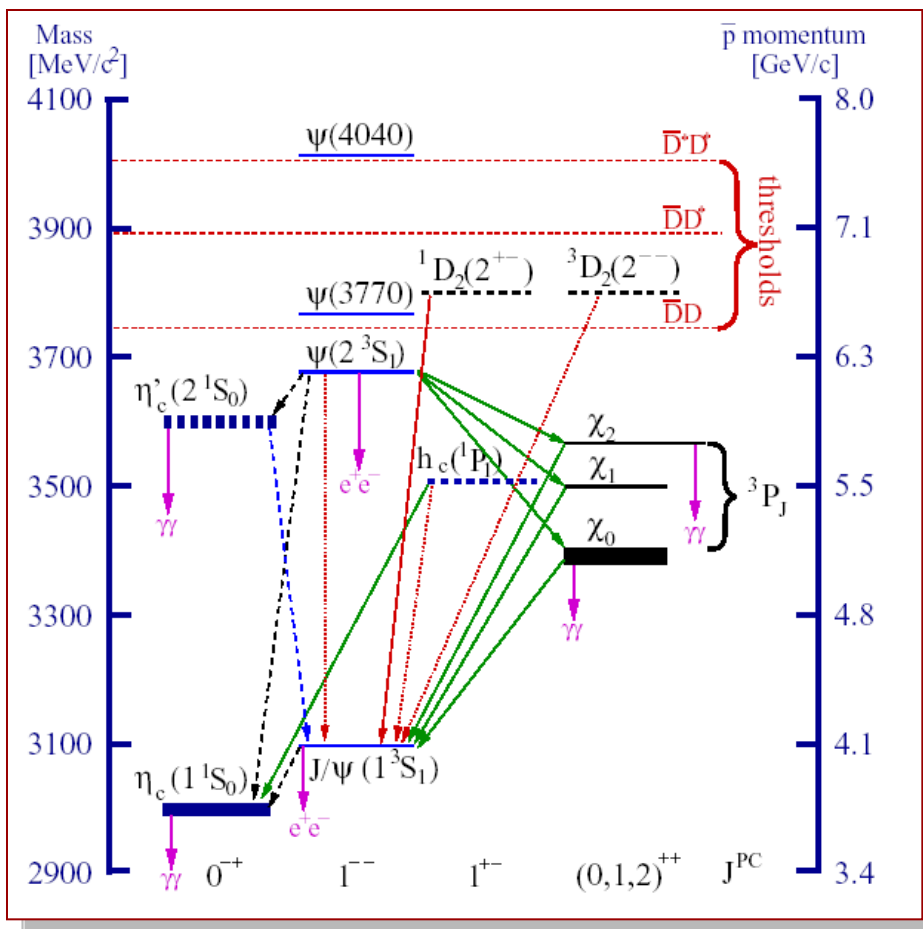 Mass
[MeV/c²]
p̄ momentum
[GeV/c]
4100
8.0
ψ(4040)
D̄*D*
3900
D̄D*
7.1
thresholds
¹D₂(2⁺⁻)
³D₂(2⁻⁻)
ψ(3770)
D̄D
3700
ψ(2 ³S₁)
6.3
η'c(2 ¹S₀)
χ₂
hc(¹P₁)
e⁺e⁻
3500
χ₁
³P_J
5.5
γγ
γγ
χ₀
3300
γγ
4.8
3100
4.1
ηc(1 ¹S₀)
J/ψ (1 ³S₁)
e⁺e⁻
2900
γγ
0⁻⁺
1⁻⁻
1⁺⁻
(0,1,2)⁺⁺
J^PC
3.4